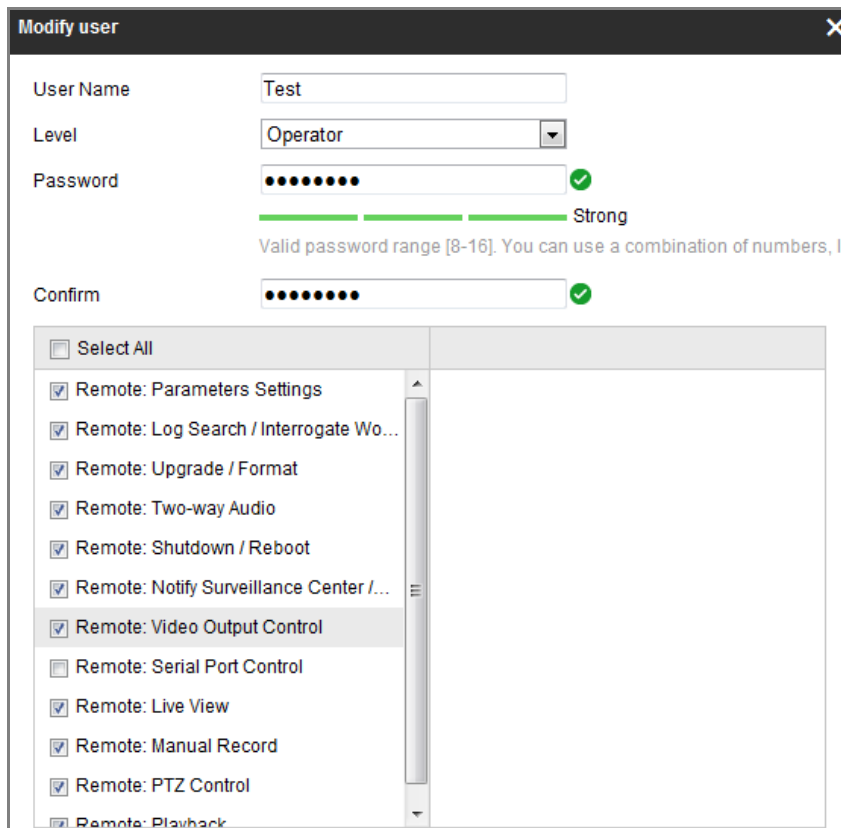 Modify user
User Name Test
Level Operator
Password ••••••••
Strong
Valid password range [8-16]. You can use a combination of numbers,
Confirm ••••••••
Select All
Remote: Parameters Settings
Remote: Log Search / Interrogate Wo...
Remote: Upgrade / Format
Remote: Two-way Audio
Remote: Shutdown / Reboot
Remote: Notify Surveillance Center /...
Remote: Video Output Control
Remote: Serial Port Control
Remote: Live View
Remote: Manual Record
Remote: PTZ Control
Remote: Playback